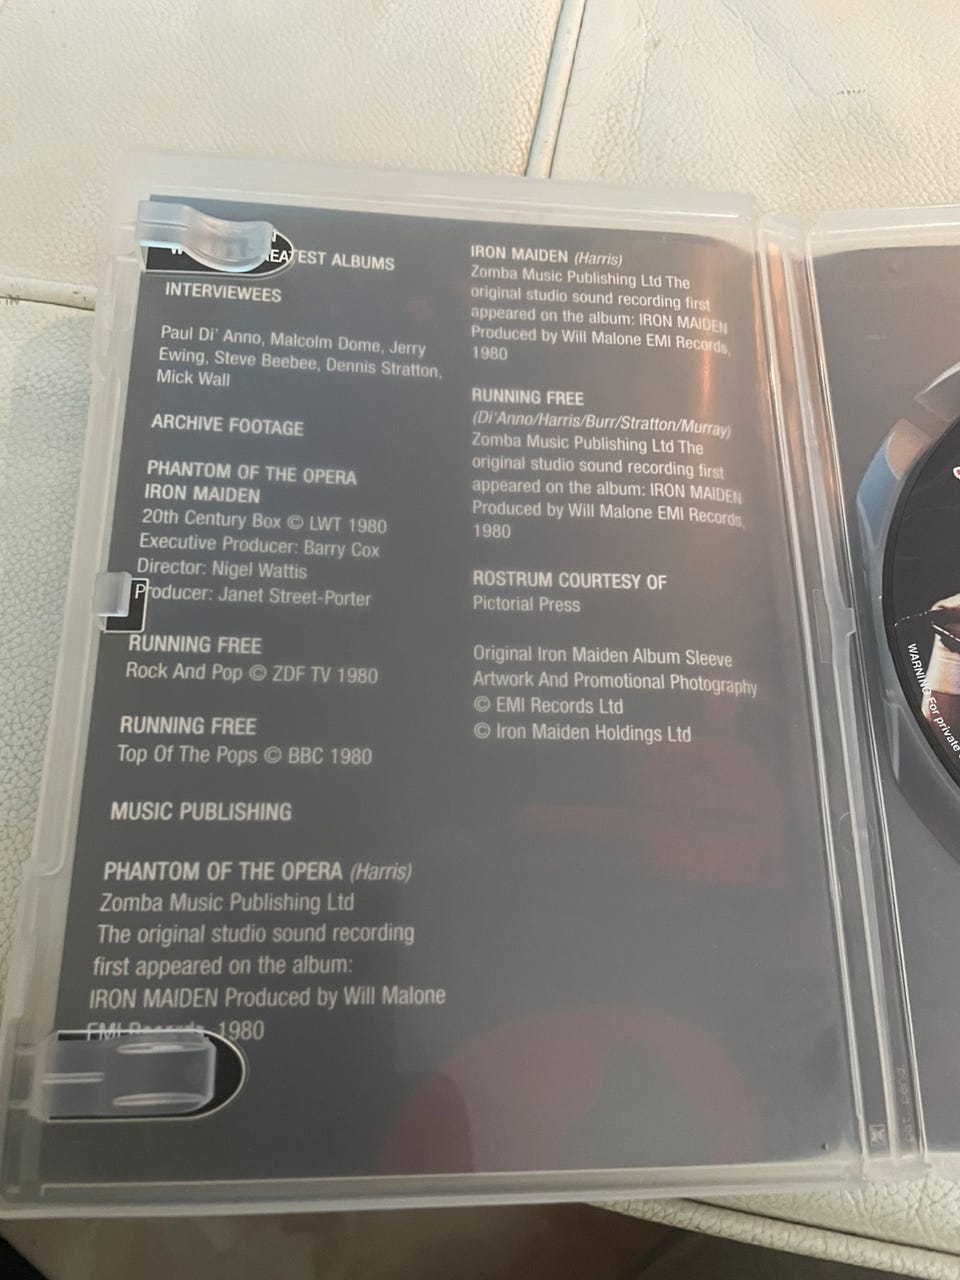 ALBUMS
INTERVIEWEES
Paul Di' Anno, Malcolm Dome, Jerry
Ewing, Steve Beebee, Dennis Stratton,
Mick Wall
ARCHIVE FOOTAGE
PHANTOM OF THE OPERA
IRON MAIDEN
20th Century Box © LWT 1980
Executive Producer: Barry Cox
Director: Nigel Wattis
Producer: Janet Street-Porter
RUNNING FREE
Rock And Pop © ZDF TV 1980
RUNNING FREE
Top Of The Pops © BBC 1980
MUSIC PUBLISHING
PHANTOM OF THE OPERA (Harris)
Zomba Music Publishing Ltd
The original studio sound recording
first appeared on the album:
IRON MAIDEN Produced by Will Malone
EMI Records, 1980
IRON MAIDEN (Harris)
Zomba Music Publishing Ltd The
original studio sound recording first
appeared on the album: IRON MAIDEN
Produced by Will Malone EMI Records,
1980
RUNNING FREE
(Di'Anno/Harris/Burr/Stratton/Murray)
Zomba Music Publishing Ltd The
original studio sound recording first
appeared on the album: IRON MAIDEN
Produced by Will Malone EMI Records,
1980
ROSTRUM COURTESY OF
Pictorial Press
Original Iron Maiden Album Sleeve
Artwork And Promotional Photography
© EMI Records Ltd
© Iron Maiden Holdings Ltd
WARNING For private
pat. pend.